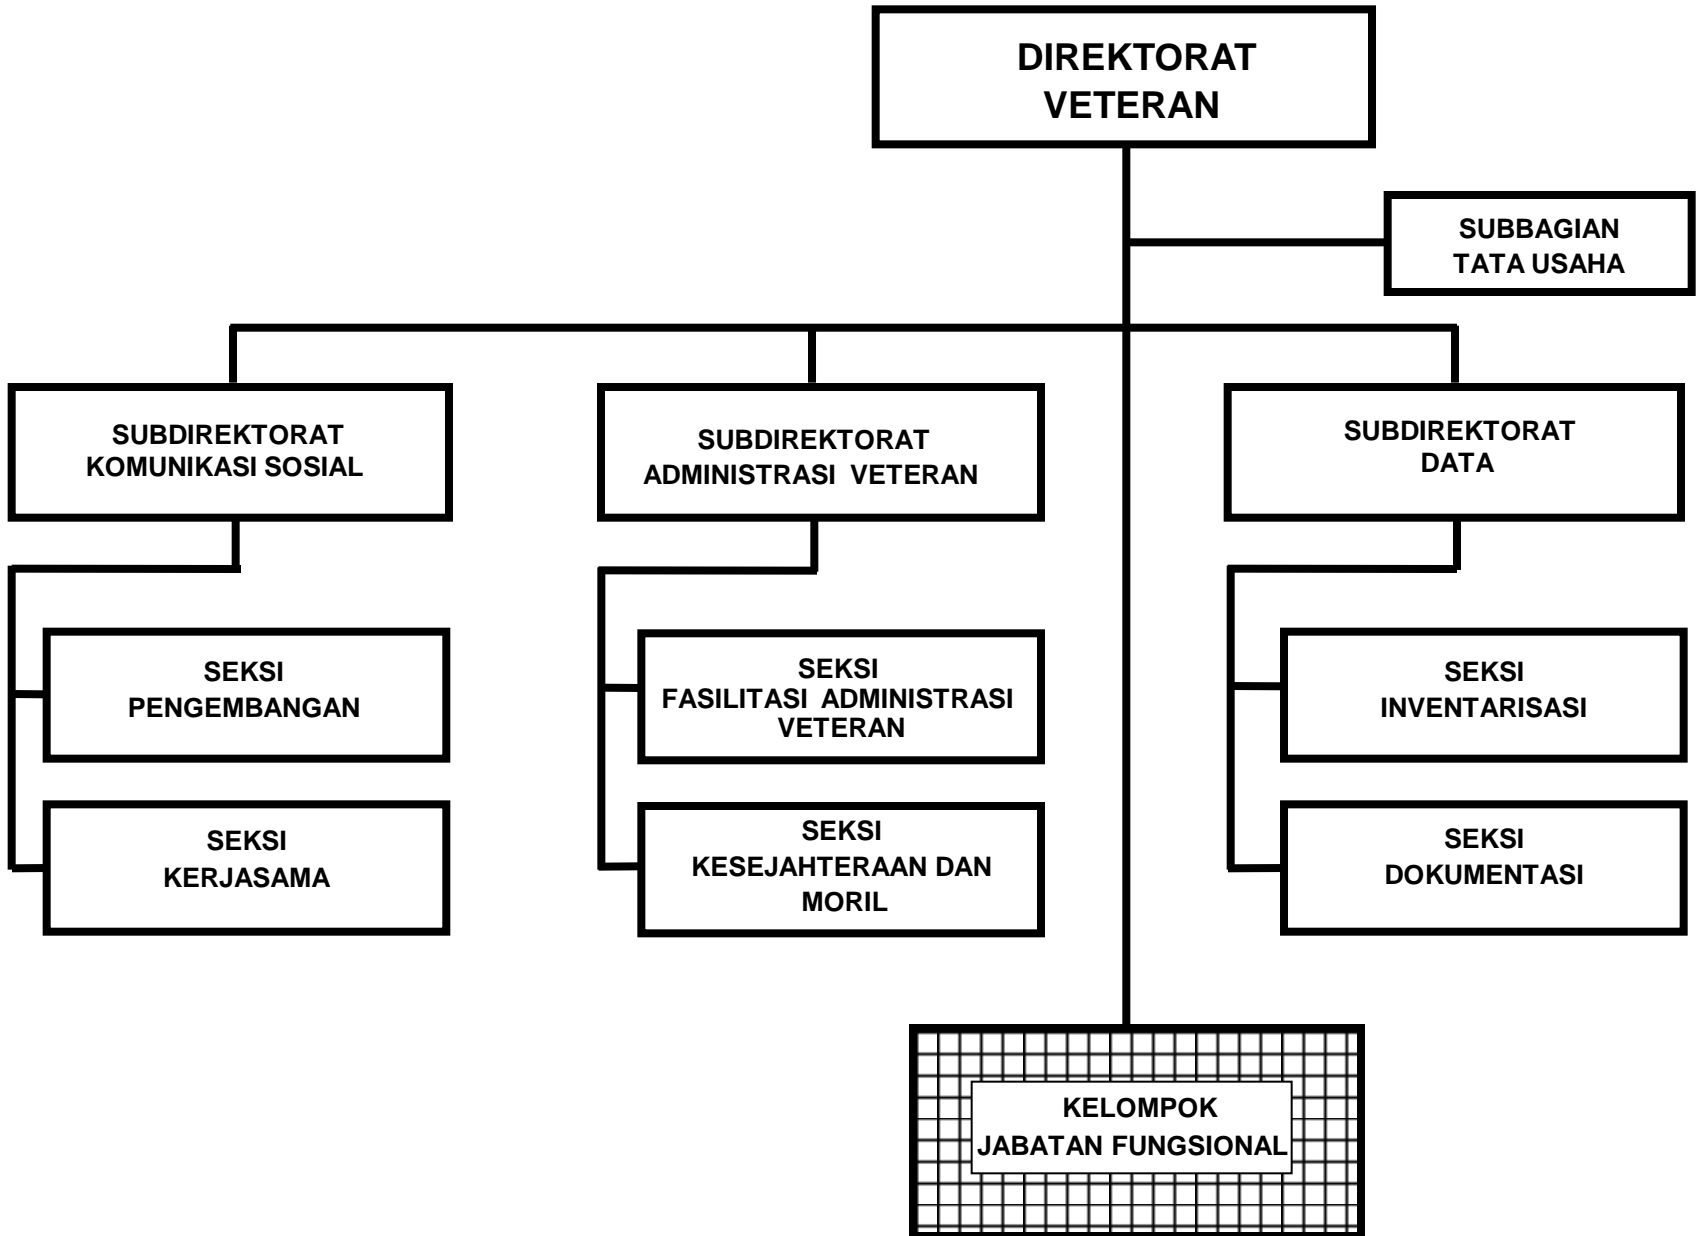 DIREKTORAT
VETERAN
SUBBAGIAN
TATA USAHA
SUBDIREKTORAT
KOMUNIKASI SOSIAL
SUBDIREKTORAT
ADMINISTRASI VETERAN
SUBDIREKTORAT
DATA
SEKSI
PENGEMBANGAN
SEKSI
FASILITASI ADMINISTRASI
VETERAN
SEKSI
INVENTARISASI
SEKSI
KERJASAMA
SEKSI
KESEJAHTERAAN DAN
MORIL
SEKSI
DOKUMENTASI
KELOMPOK
JABATAN FUNGSIONAL